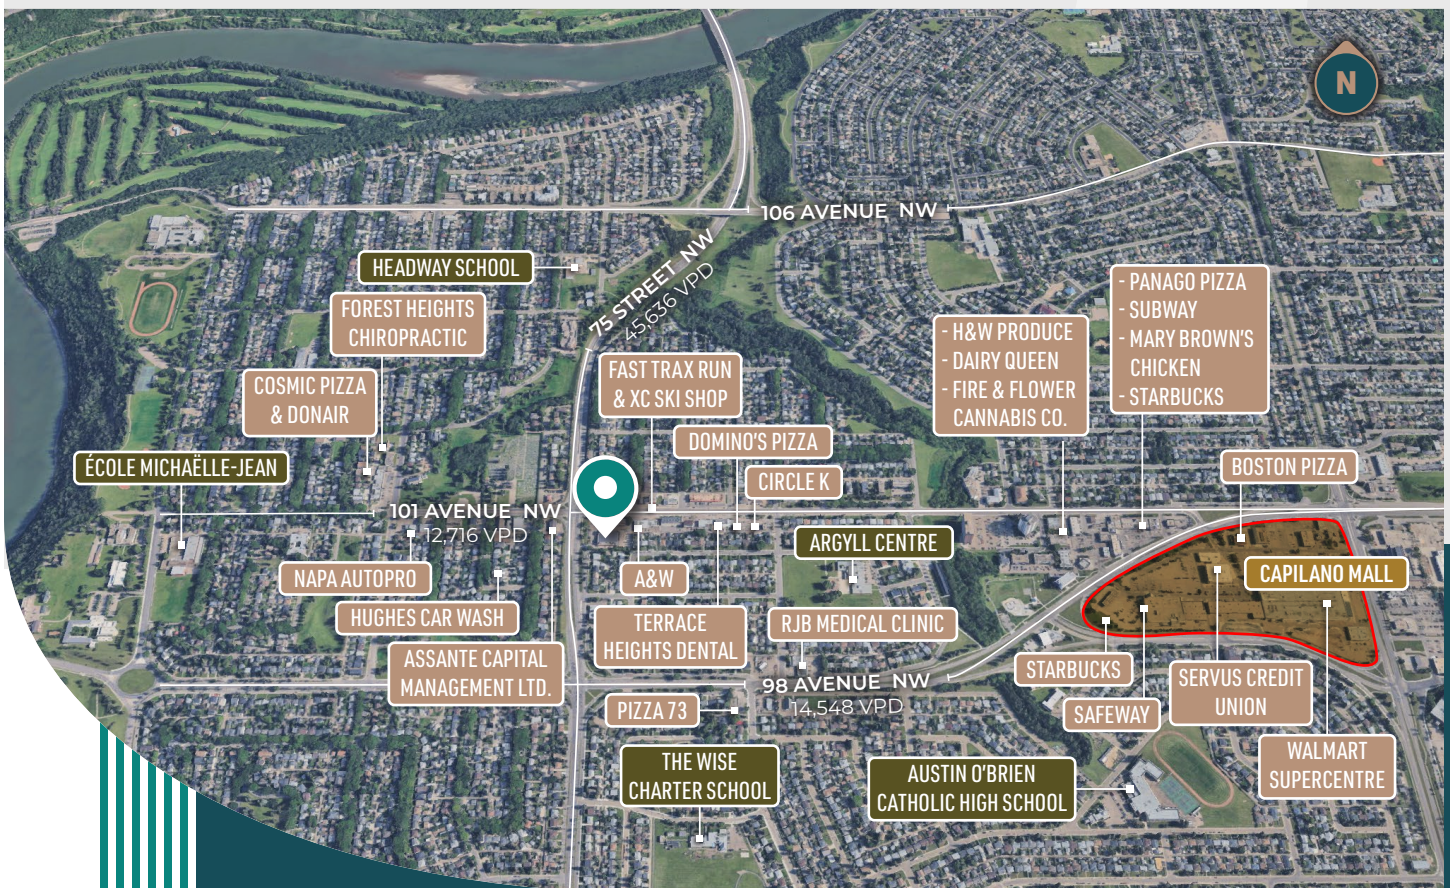 N
106 AVENUE NW
HEADWAY SCHOOL
75 STREET NW
45,636 VPD
FOREST HEIGHTS
CHIROPRACTIC
- PANAGO PIZZA
- SUBWAY
- MARY BROWN'S
CHICKEN
- STARBUCKS
- H&W PRODUCE
- DAIRY QUEEN
- FIRE & FLOWER
CANNABIS CO.
COSMIC PIZZA
& DONAIR
FAST TRAX RUN
& XC SKI SHOP
DOMINO'S PIZZA
ÉCOLE MICHAËLLE-JEAN
CIRCLE K
BOSTON PIZZA
101 AVENUE NW
12,716 VPD
ARGYLL CENTRE
NAPA AUTOPRO
A&W
CAPILANO MALL
HUGHES CAR WASH
TERRACE
HEIGHTS DENTAL
RJB MEDICAL CLINIC
ASSANTE CAPITAL
MANAGEMENT LTD.
STARBUCKS
SERVUS CREDIT
UNION
98 AVENUE NW
14,548 VPD
PIZZA 73
SAFEWAY
THE WISE
CHARTER SCHOOL
AUSTIN O'BRIEN
CATHOLIC HIGH SCHOOL
WALMART
SUPERCENTRE